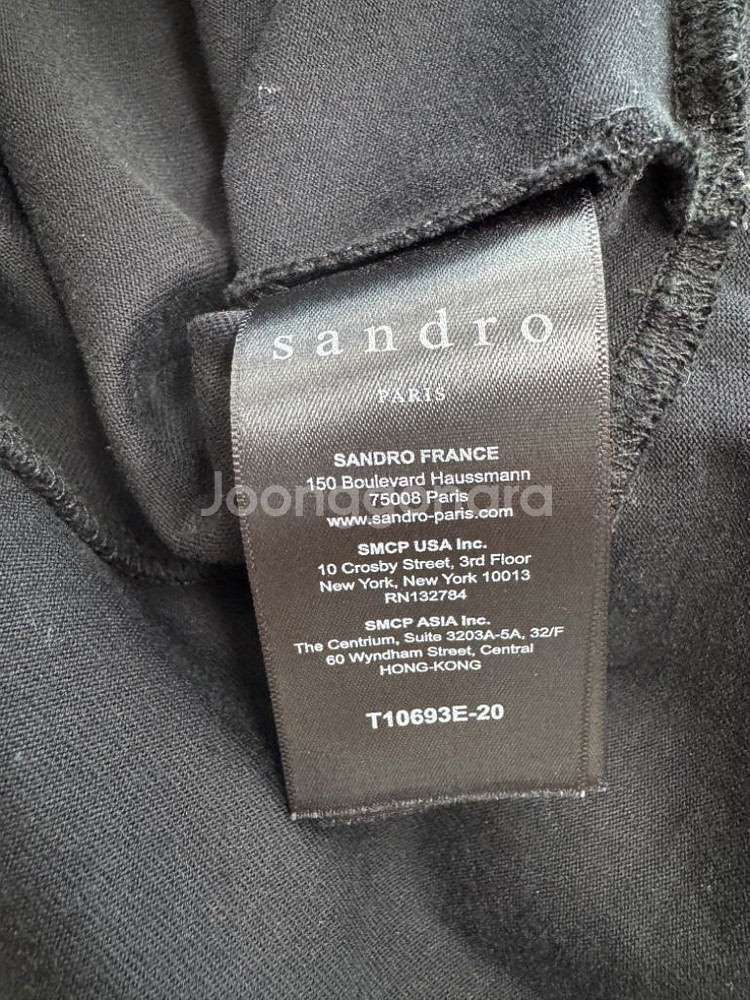 sandro
PARIS
SANDRO FRANCE
150 Boulevard Haussmann
75008 Paris
Joonggonara
www.sandro-paris.com
SMCP USA Inc.
10 Crosby Street, 3rd Floor
New York, New York 10013
RN132784
SMCP ASIA Inc.
The Centrium, Suite 3203A-5A, 32/F
60 Wyndham Street, Central
HONG-KONG
T10693E-20